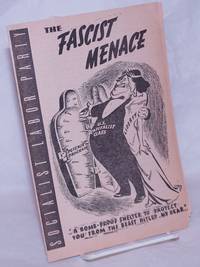 THE
FASCIST
MENACE
SOCIALIST LABOR PARTY
U.S.
CAPITALIST
CLASS
"A BOMB-PROOF SHELTER TO PROTECT
YOU FROM THE BEAST HITLER, MY DEAR."